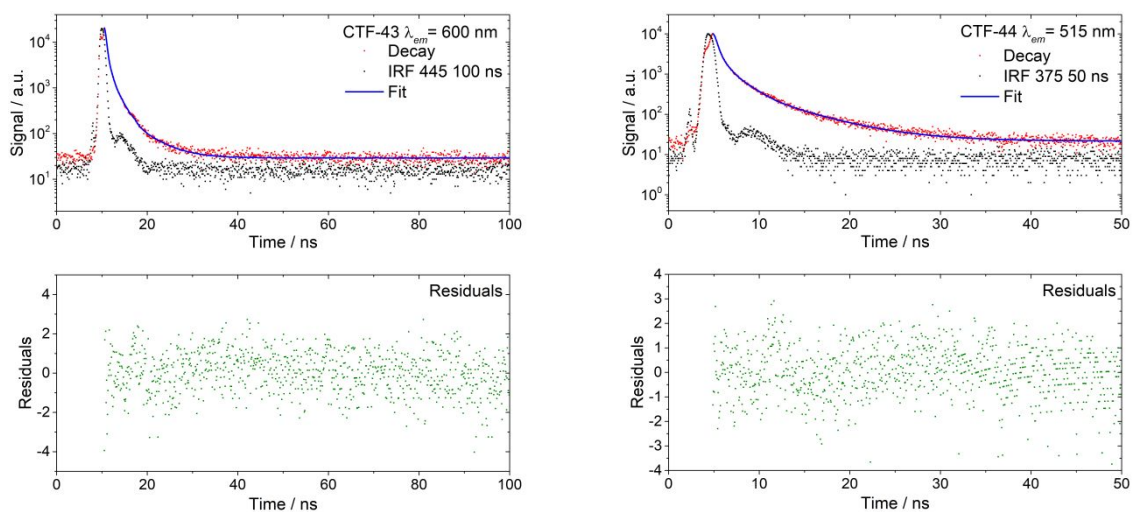 CTF-43 λem = 600 nm
Decay
IRF 445 100 ns
Fit
Signal / a.u.
10⁴
10³
10²
10¹
0 20 40 60 80 100
Time / ns
CTF-44 λem = 515 nm
Decay
IRF 375 50 ns
Fit
Signal / a.u.
10⁴
10³
10²
10¹
10⁰
0 10 20 30 40 50
Time / ns
Residuals
Residuals
4
2
0
-2
-4
0 20 40 60 80 100
Time / ns
Residuals
Residuals
4
3
2
1
0
-1
-2
-3
-4
0 10 20 30 40 50
Time / ns